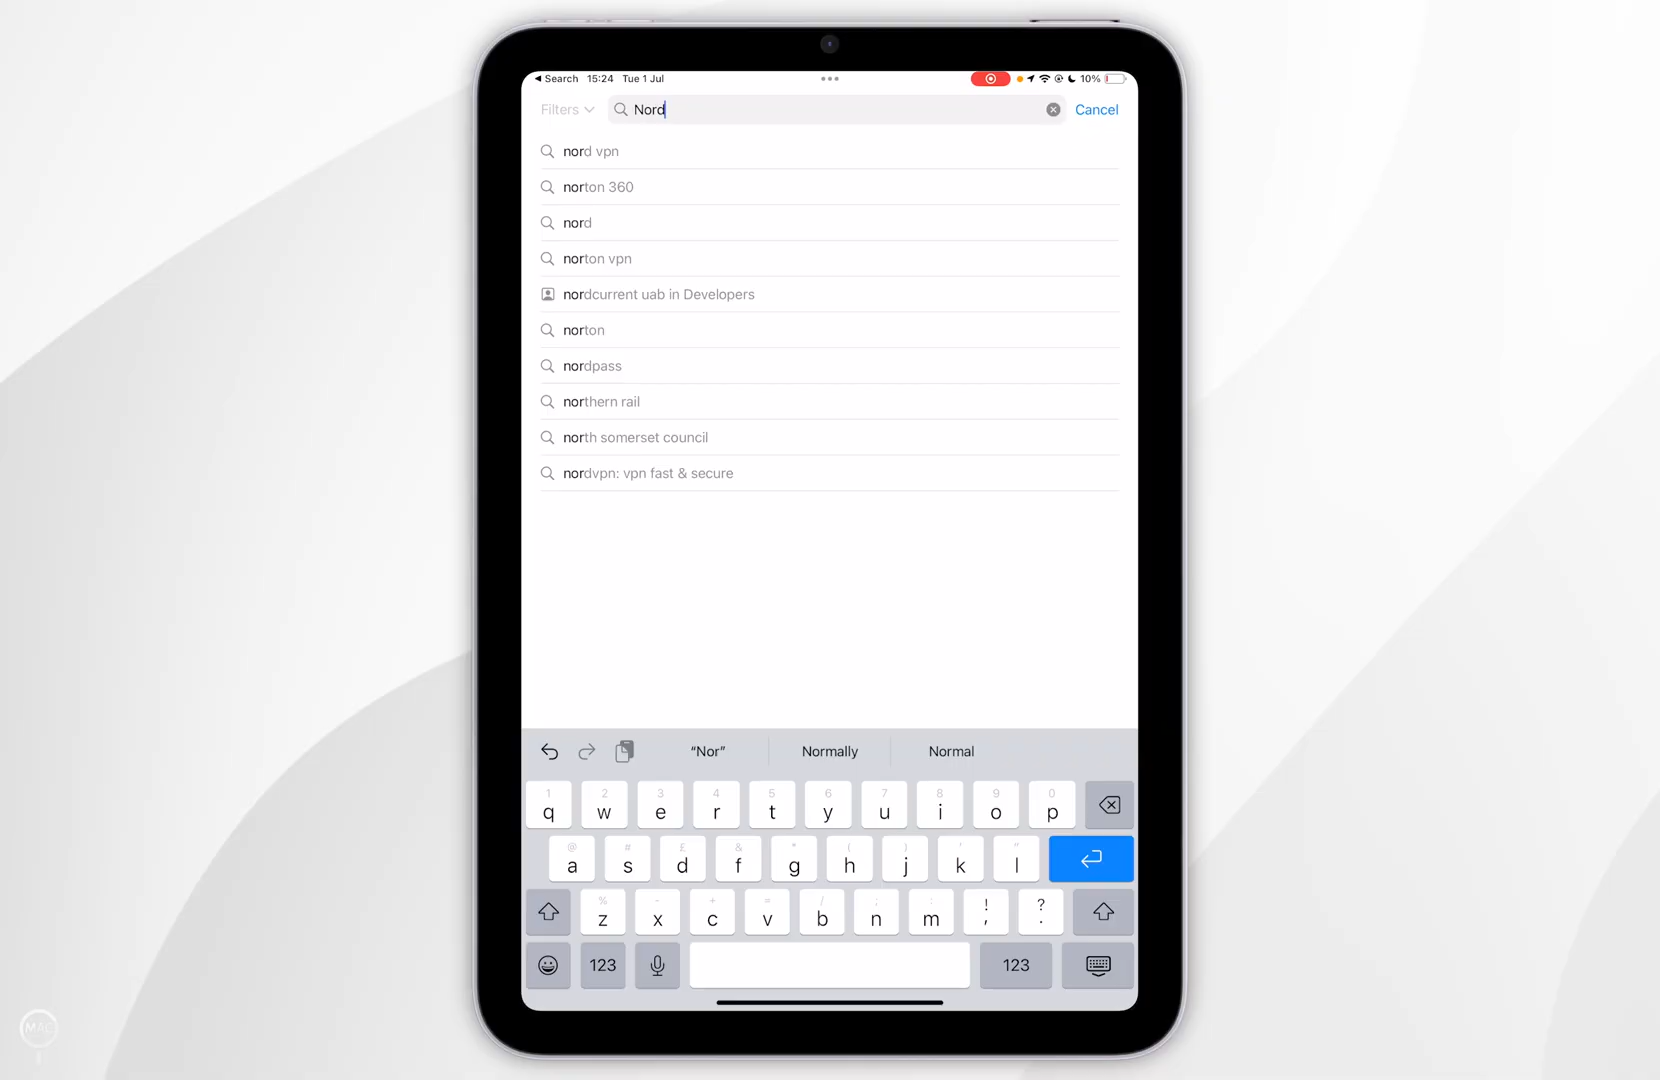 Search 15:24 Tue 1 Jul 10%
Filters Nord Cancel
nord vpn
norton 360
nord
norton vpn
nordcurrent uab in Developers
norton
nordpass
northern rail
north somerset council
nordvpn: vpn fast & secure
“Nor” Normally Normal
1 2 3 4 5 6 7 8 9 0
q w e r t y u i o p
@ # £ & * ( ) ' "
a s d f g h j k l
% - + = / ; : ! ?
z x c v b n m , .
123 123
MAC